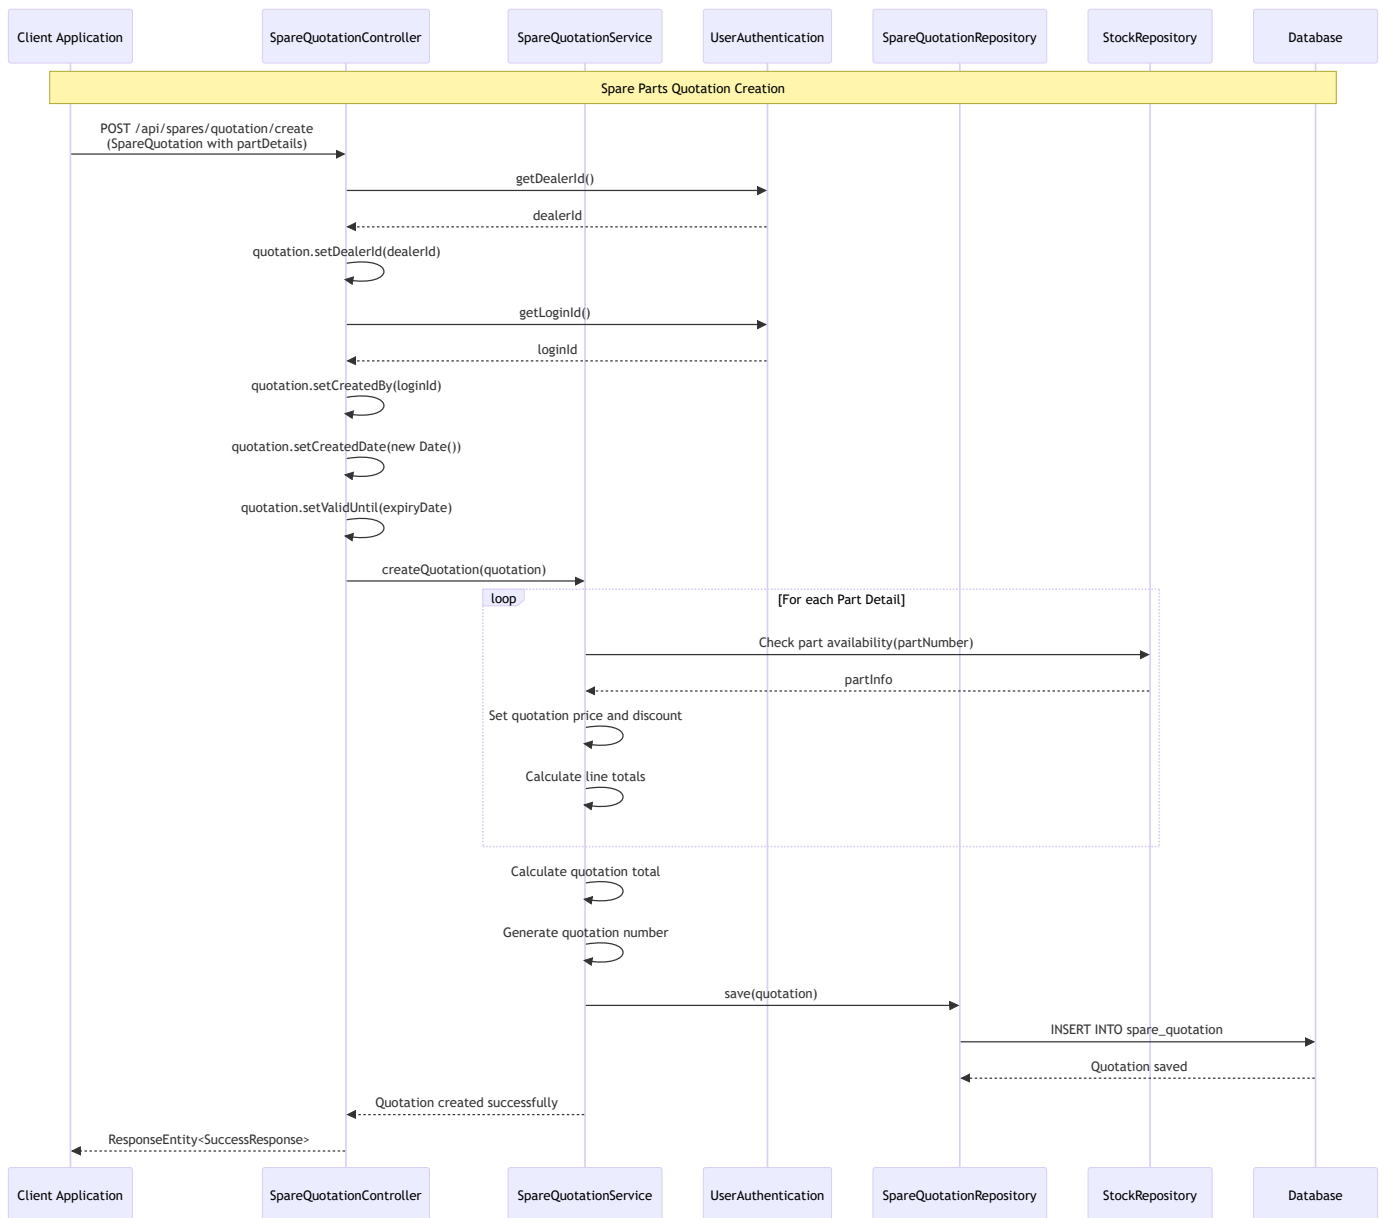 Client Application
SpareQuotationController
SpareQuotationService
UserAuthentication
SpareQuotationRepository
StockRepository
Database
Spare Parts Quotation Creation
POST /api/spares/quotation/create
(SpareQuotation with partDetails)
getDealerId()
dealerId
quotation.setDealerId(dealerId)
getLoginId()
loginId
quotation.setCreatedBy(loginId)
quotation.setCreatedDate(new Date())
quotation.setValidUntil(expiryDate)
createQuotation(quotation)
loop
[For each Part Detail]
Check part availability(partNumber)
partInfo
Set quotation price and discount
Calculate line totals
Calculate quotation total
Generate quotation number
save(quotation)
INSERT INTO spare_quotation
Quotation saved
Quotation created successfully
ResponseEntity<SuccessResponse>
Client Application
SpareQuotationController
SpareQuotationService
UserAuthentication
SpareQuotationRepository
StockRepository
Database